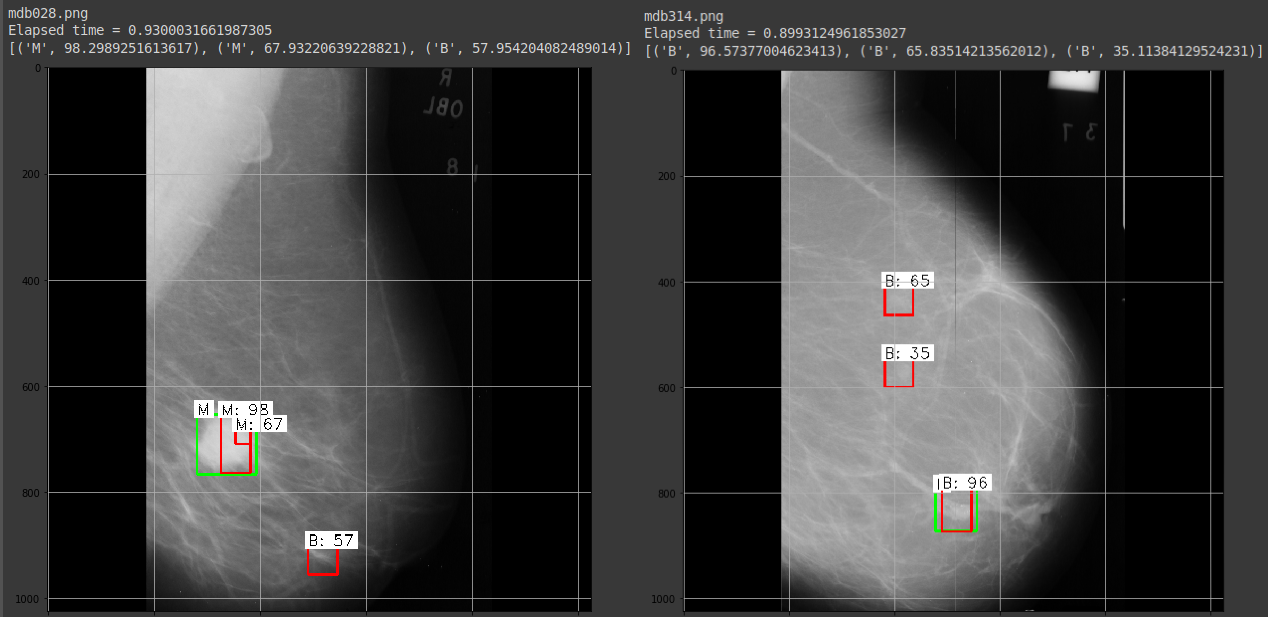 mdb028.png
Elapsed time = 0.9300031661987305
[('M', 98.2989251613617), ('M', 67.93220639228821), ('B', 57.954204082489014)]
0
200
400
600
800
1000
R
OBL
8
M
M: 98
M: 67
B: 57
mdb314.png
Elapsed time = 0.8993124961853027
[('B', 96.57377004623413), ('B', 65.83514213562012), ('B', 35.11384129524231)]
0
200
400
600
800
1000
B: 65
B: 35
B: 96